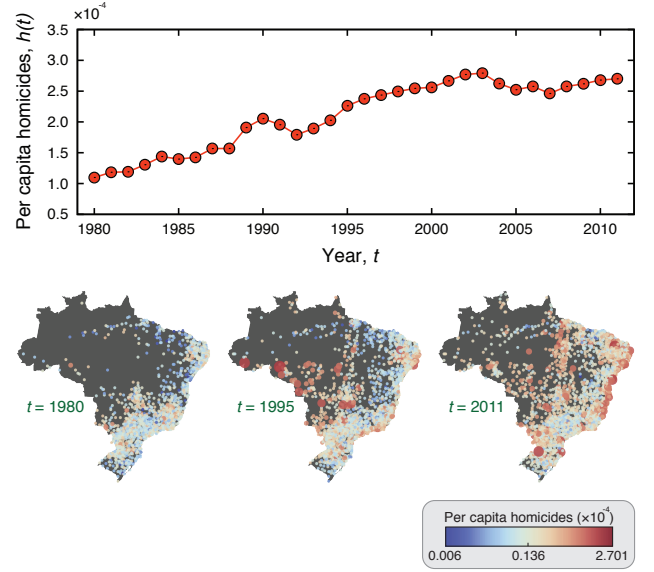 ×10⁻⁴
Per capita homicides, h(t)
3.5
3.0
2.5
2.0
1.5
1.0
0.5
1980 1985 1990 1995 2000 2005 2010
Year, t
t = 1980 t = 1995 t = 2011
Per capita homicides (×10⁻⁴)
0.006 0.136 2.701